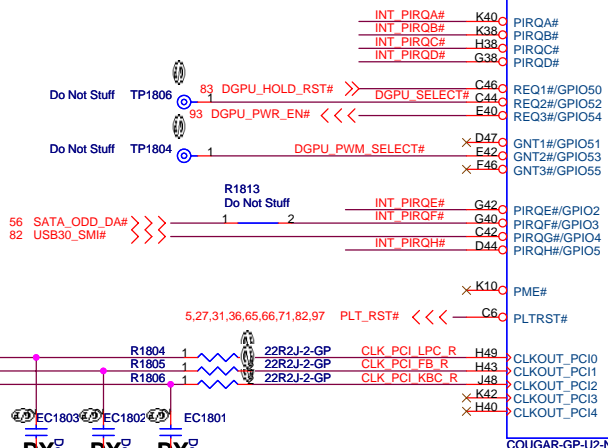 INT_PIRQA# K40 PIRQA#
INT_PIRQB# K38 PIRQB#
INT_PIRQC# H38 PIRQC#
INT_PIRQD# G38 PIRQD#
83 DGPU_HOLD_RST# C46 REQ1#/GPIO50
Do Not Stuff TP1806 1 DGPU_SELECT# C44 REQ2#/GPIO52
93 DGPU_PWR_EN# E40 REQ3#/GPIO54
D47 GNT1#/GPIO51
Do Not Stuff TP1804 1 DGPU_PWM_SELECT# E42 GNT2#/GPIO53
F46 GNT3#/GPIO55
R1813
Do Not Stuff
INT_PIRQE# G42 PIRQE#/GPIO2
56 SATA_ODD_DA# 1 2 INT_PIRQF# G40 PIRQF#/GPIO3
82 USB30_SMI# C42 PIRQG#/GPIO4
INT_PIRQH# D44 PIRQH#/GPIO5
K10 PME#
5,27,31,36,65,66,71,82,97 PLT_RST# C6 PLTRST#
R1804 1 22R2J-2-GP CLK_PCI_LPC_R H49 CLKOUT_PCI0
R1805 1 22R2J-2-GP CLK_PCI_FB_R H43 CLKOUT_PCI1
R1806 1 22R2J-2-GP CLK_PCI_KBC_R J48 CLKOUT_PCI2
K42 CLKOUT_PCI3
H40 CLKOUT_PCI4
EC1803 EC1802 EC1801
COUGAR-GP-U2-N